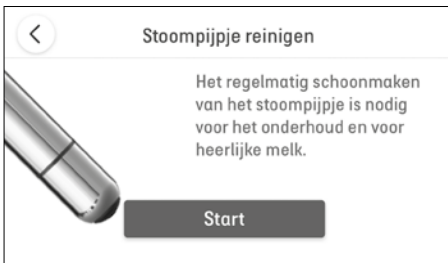 Stoompijpje reinigen
Het regelmatig schoonmaken
van het stoompijpje is nodig
voor het onderhoud en voor
heerlijke melk.
Start